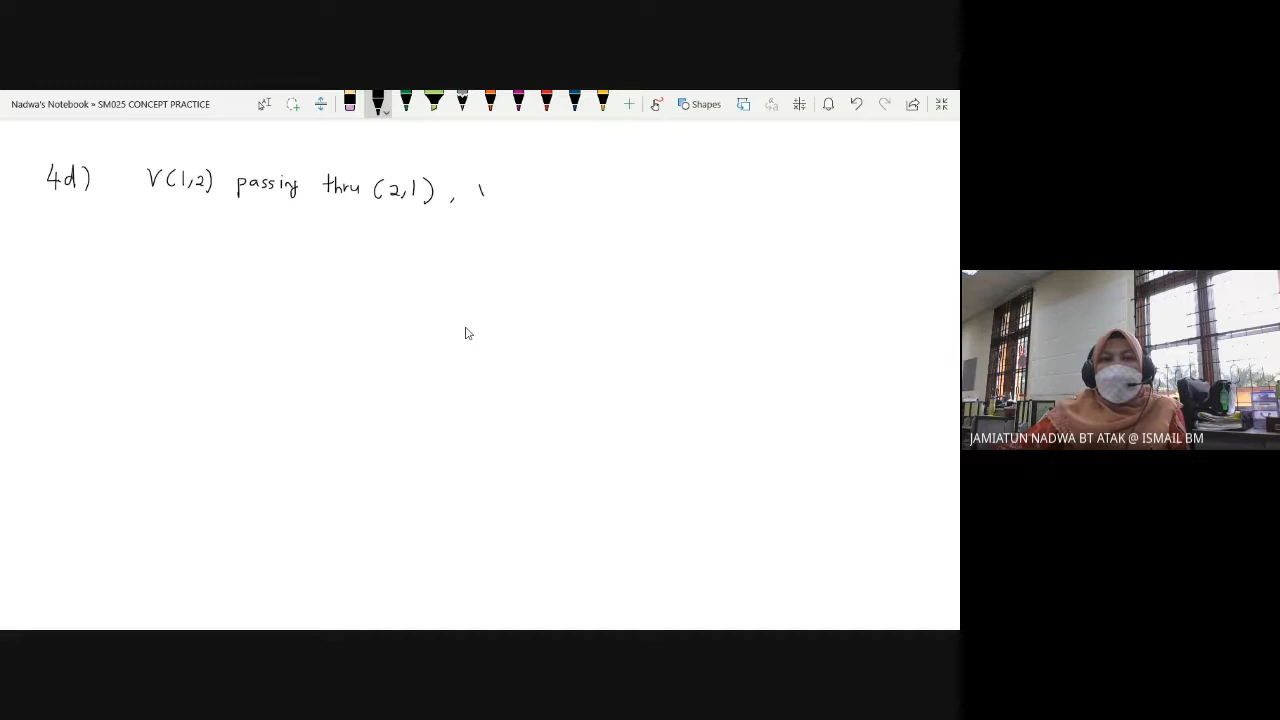 Nadwa's Notebook » SM025 CONCEPT PRACTICE
Shapes
4d) V(1,2) passing thru (2,1) ,
JAMIATUN NADWA BT ATAK @ ISMAIL BM